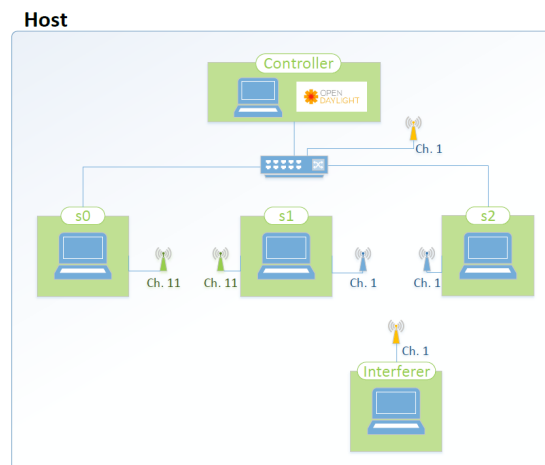 Host
Controller
OPEN
DAYLIGHT
Ch. 1
s0
s1
s2
Ch. 11
Ch. 11
Ch. 1
Ch. 1
Ch. 1
Interferer